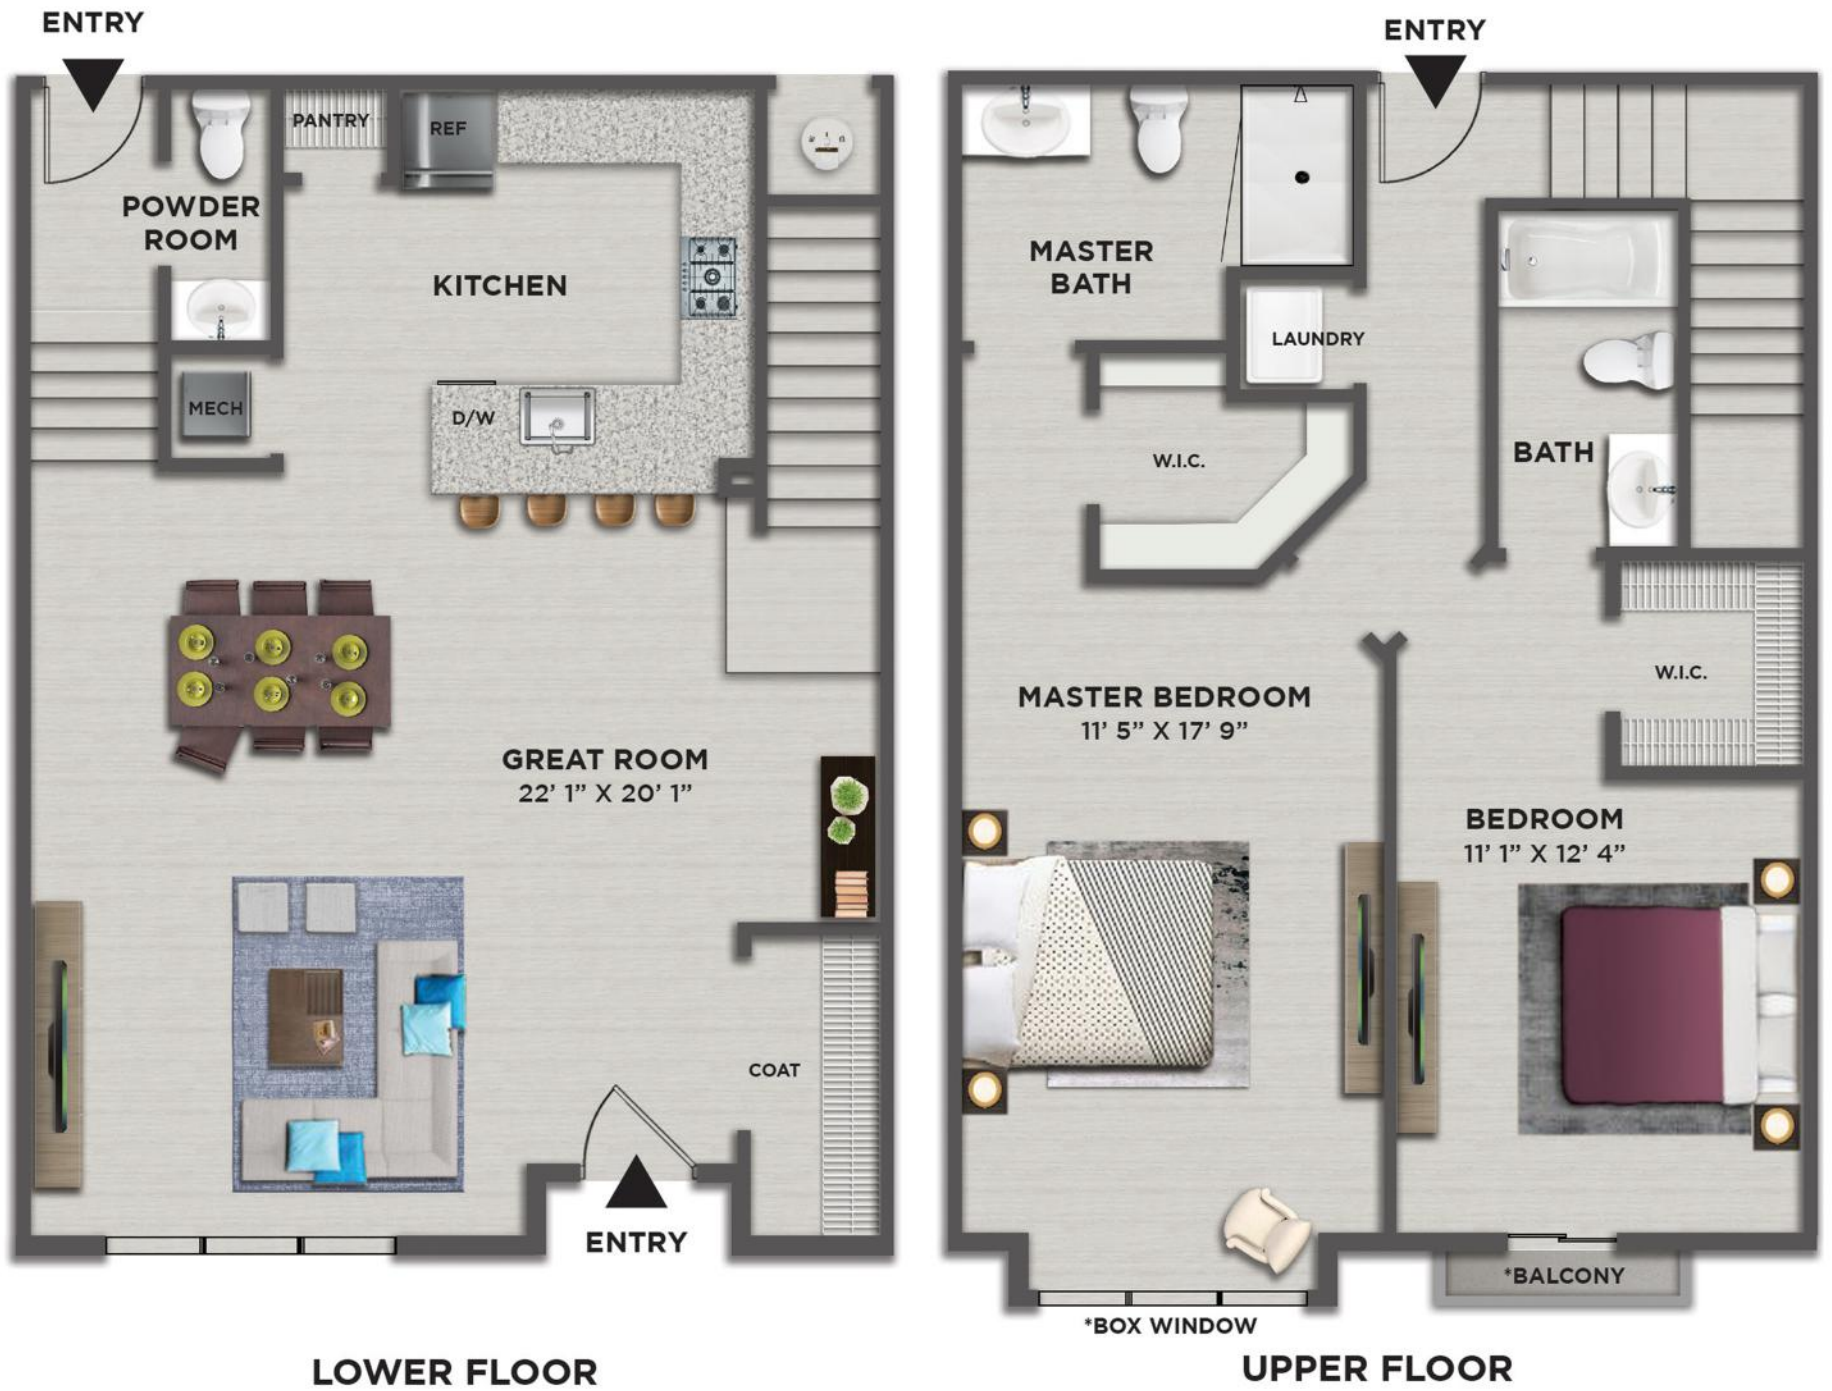 ENTRY
PANTRY
REF
POWDER
ROOM
KITCHEN
MECH
D/W
GREAT ROOM
22’ 1” X 20’ 1”
COAT
ENTRY
LOWER FLOOR
ENTRY
MASTER
BATH
LAUNDRY
W.I.C.
BATH
W.I.C.
MASTER BEDROOM
11’ 5” X 17’ 9”
BEDROOM
11’ 1” X 12’ 4”
*BALCONY
*BOX WINDOW
UPPER FLOOR